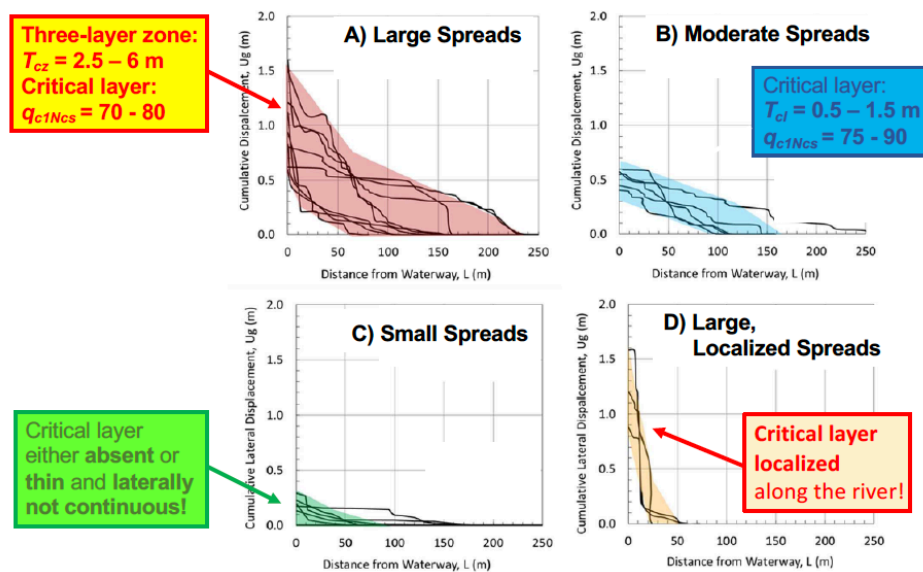 Three-layer zone:
Tcz = 2.5 – 6 m
Critical layer:
qc1Ncs = 70 - 80
A) Large Spreads
Cumulative Dispalcement, Ug (m)
2.0
1.5
1.0
0.5
0.0
0 50 100 150 200 250
Distance from Waterway, L (m)
B) Moderate Spreads
Critical layer:
Tcl = 0.5 – 1.5 m
qc1Ncs = 75 - 90
Cumulative Dispalcement, Ug (m)
2.0
1.5
1.0
0.5
0.0
0 50 100 150 200 250
Distance from Waterway, L (m)
C) Small Spreads
Critical layer
either absent or
thin and laterally
not continuous!
Cumulative Lateral Displacement, Ug (m)
2.0
1.5
1.0
0.5
0.0
0 50 100 150 200 250
Distance from Waterway, L (m)
D) Large,
Localized Spreads
Critical layer
localized
along the river!
Cumulative Lateral Displacement, Ug (m)
2.0
1.5
1.0
0.5
0.0
0 50 100 150 200 250
Distance from Waterway, L (m)